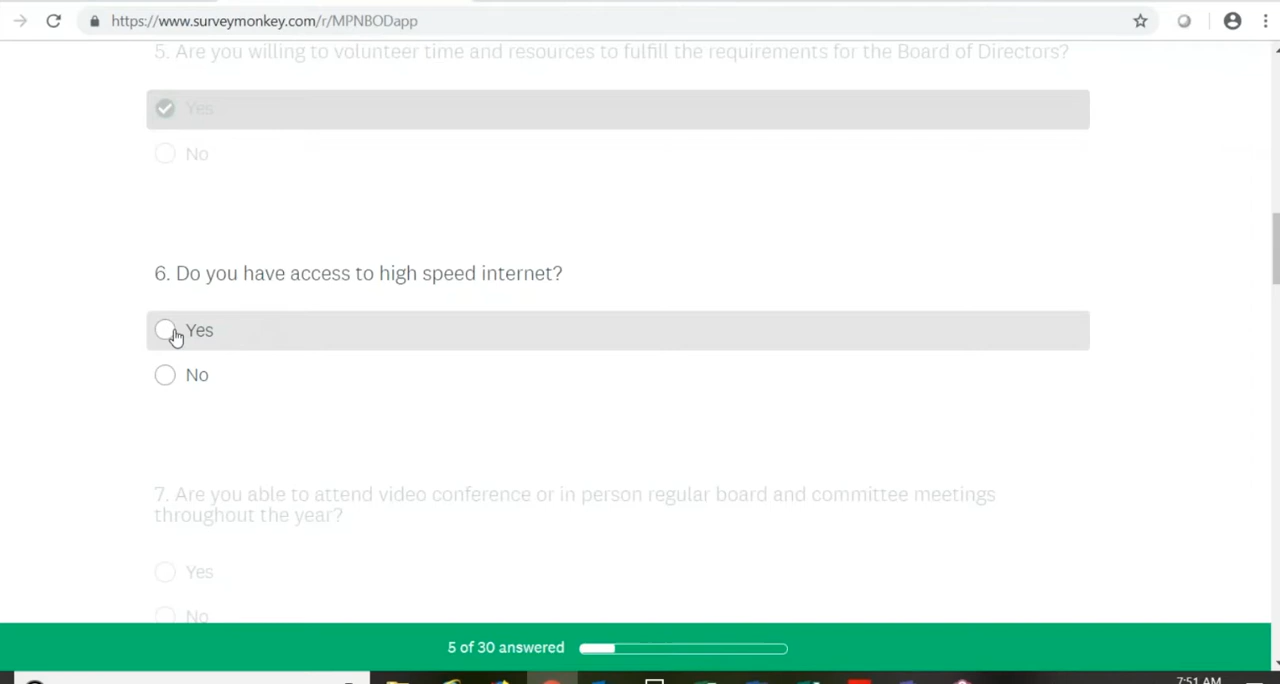 https://www.surveymonkey.com/r/MPNBODapp
5. Are you willing to volunteer time and resources to fulfill the requirements for the Board of Directors?
Yes
No
6. Do you have access to high speed internet?
Yes
No
7. Are you able to attend video conference or in person regular board and committee meetings
throughout the year?
Yes
No
5 of 30 answered
7:51 AM